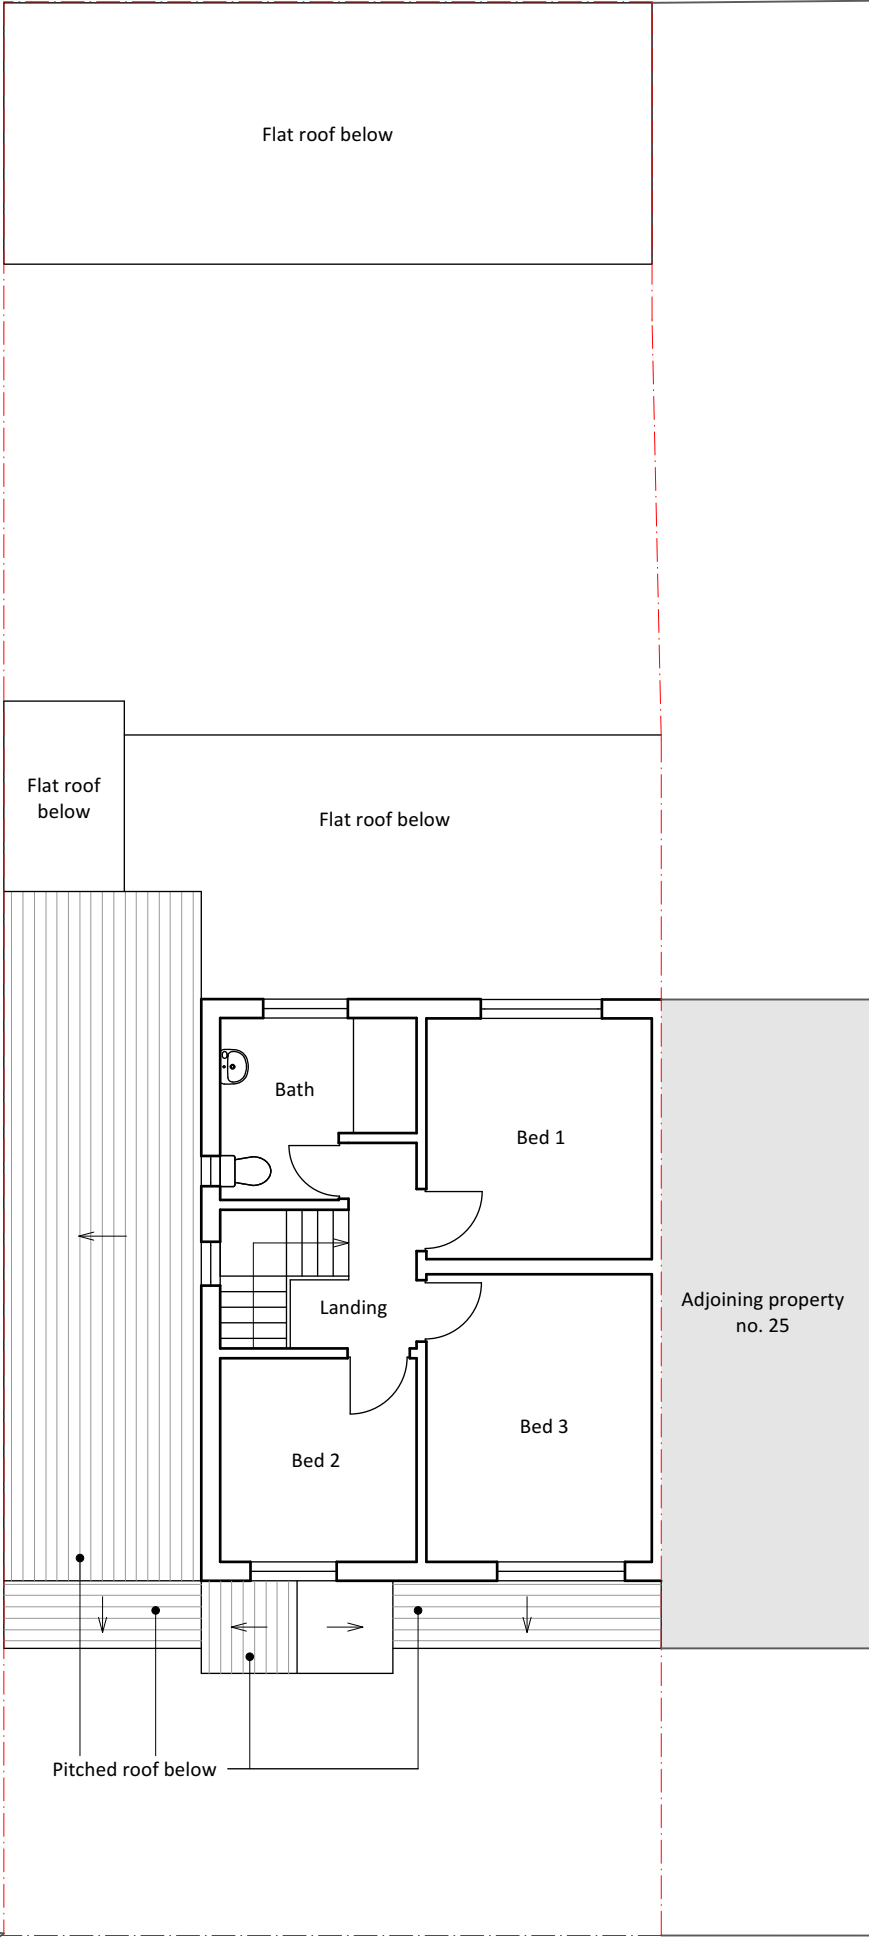 Flat roof below
Flat roof
below
Flat roof below
Bath
Bed 1
Landing
Adjoining property
no. 25
Bed 3
Bed 2
Pitched roof below